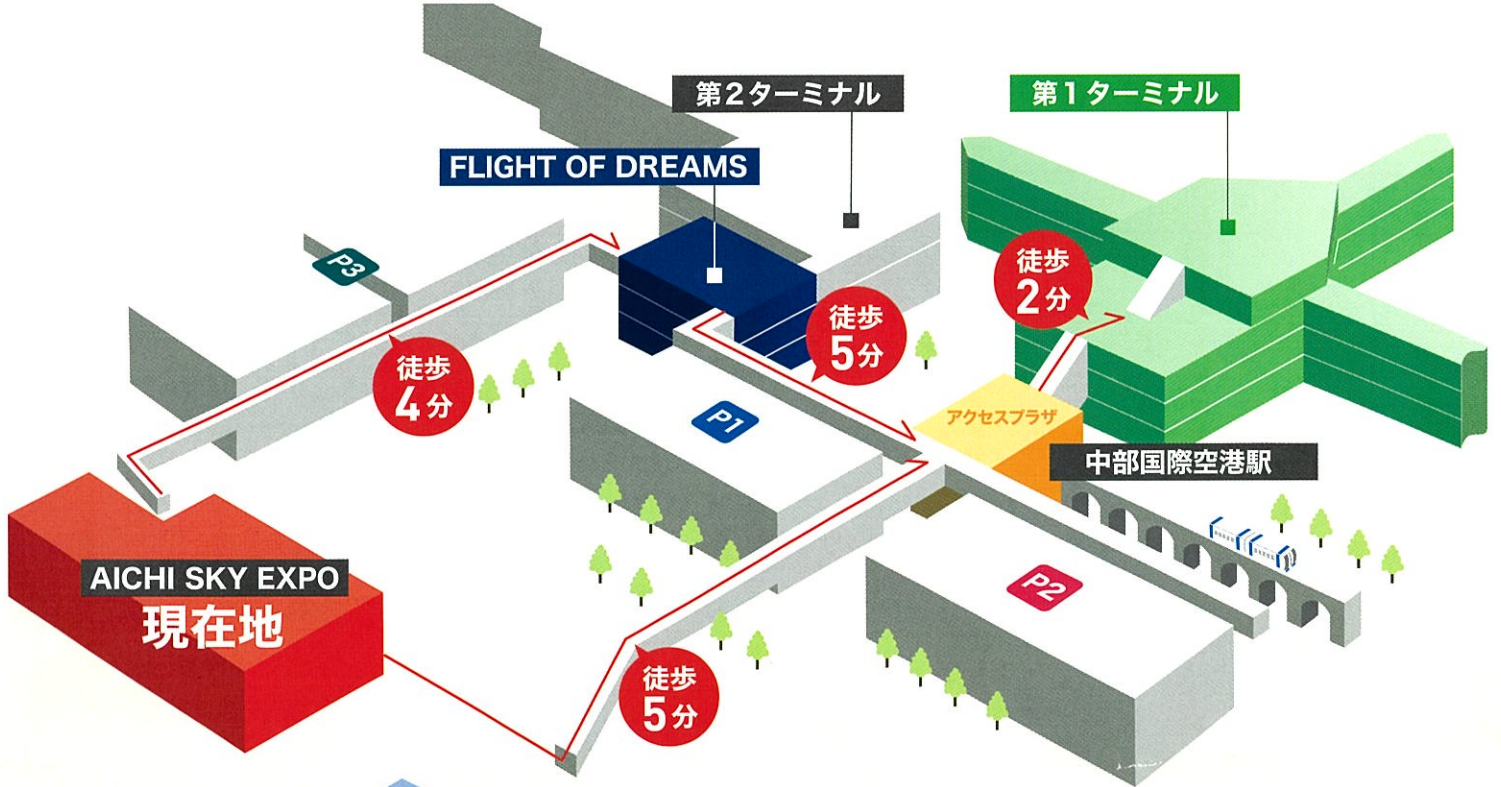 第2ターミナル
第1ターミナル
FLIGHT OF DREAMS
P3
徒歩
2分
徒歩
5分
徒歩
4分
P1
アクセスプラザ
中部国際空港駅
AICHI SKY EXPO
現在地
P2
徒歩
5分